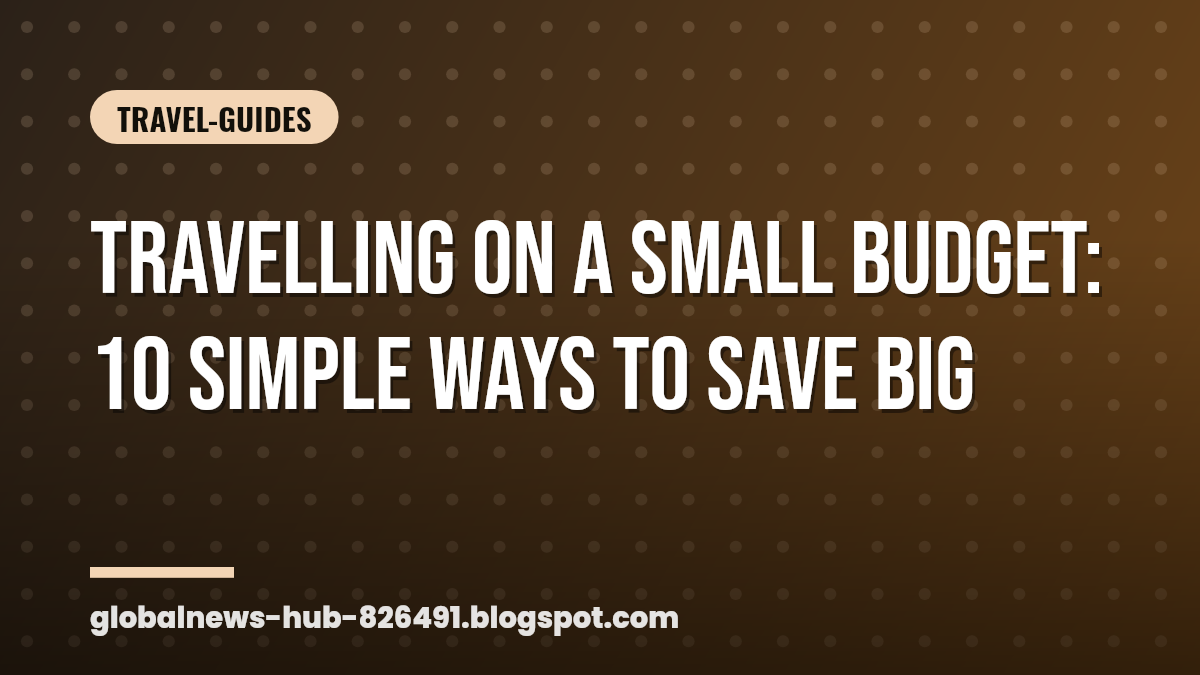 TRAVEL-GUIDES
TRAVELLING ON A SMALL BUDGET:
10 SIMPLE WAYS TO SAVE BIG
globalnews-hub-826491.blogspot.com